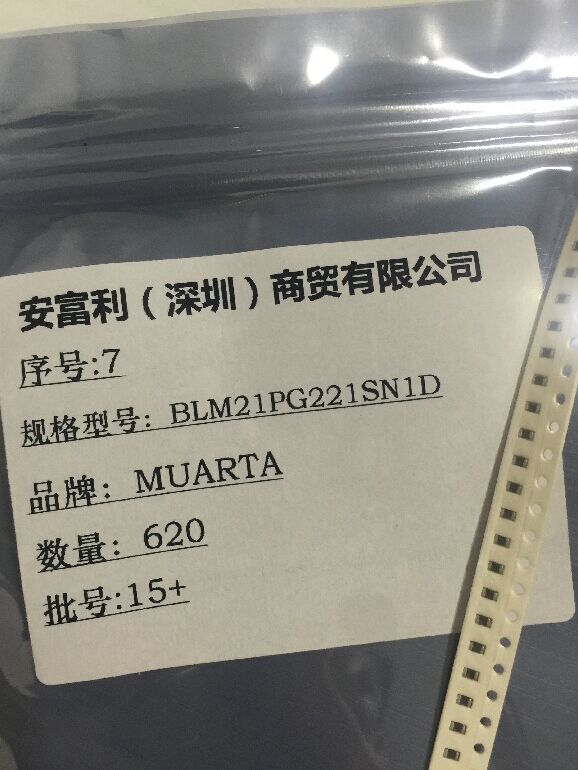 安富利（深圳）商贸有限公司
序号:7
规格型号: BLM21PG221SN1D
品牌: MUARTA
数量: 620
批号:15+